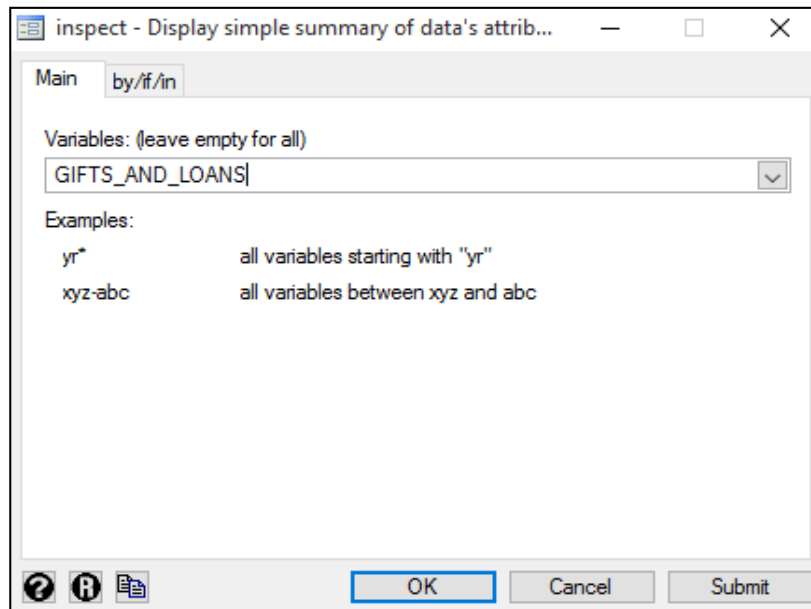 inspect - Display simple summary of data's attrib...
Main by/if/in
Variables: (leave empty for all)
GIFTS_AND_LOANS
Examples:
yr* all variables starting with "yr"
xyz-abc all variables between xyz and abc
? R OK Cancel Submit